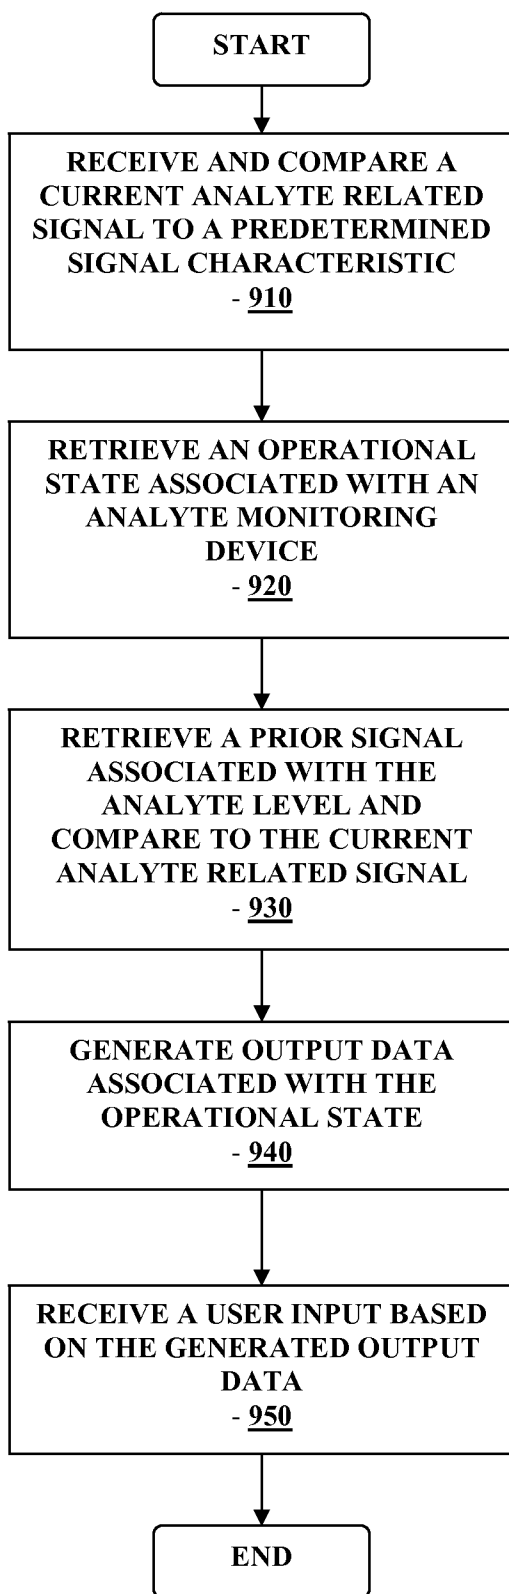 START
RECEIVE AND COMPARE A
CURRENT ANALYTE RELATED
SIGNAL TO A PREDETERMINED
SIGNAL CHARACTERISTIC
- 910
RETRIEVE AN OPERATIONAL
STATE ASSOCIATED WITH AN
ANALYTE MONITORING
DEVICE
- 920
RETRIEVE A PRIOR SIGNAL
ASSOCIATED WITH THE
ANALYTE LEVEL AND
COMPARE TO THE CURRENT
ANALYTE RELATED SIGNAL
- 930
GENERATE OUTPUT DATA
ASSOCIATED WITH THE
OPERATIONAL STATE
- 940
RECEIVE A USER INPUT BASED
ON THE GENERATED OUTPUT
DATA
- 950
END